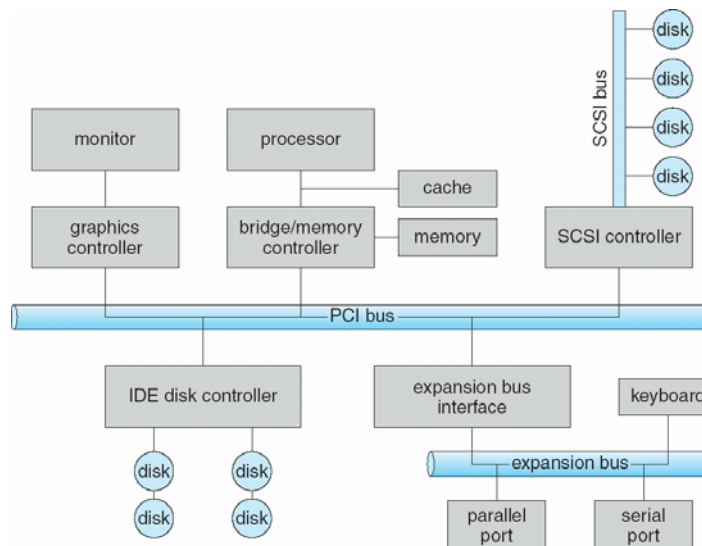 disk
disk
disk
disk
SCSI bus
monitor
processor
cache
graphics
controller
bridge/memory
controller
memory
SCSI controller
PCI bus
IDE disk controller
expansion bus
interface
keyboard
disk
disk
expansion bus
disk
disk
parallel
port
serial
port